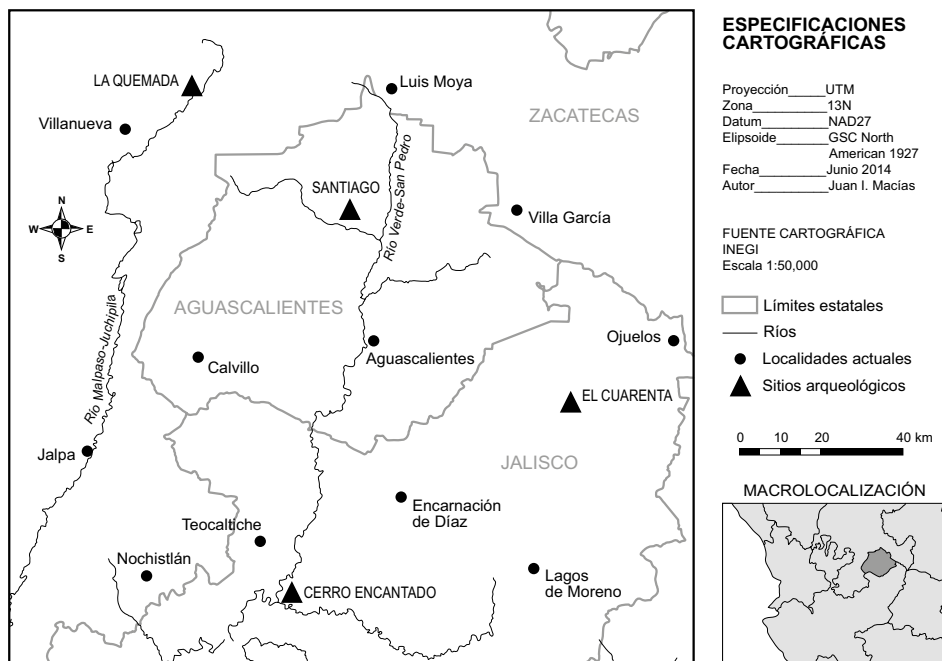 LA QUEMADA
Luis Moya
Villanueva
ZACATECAS
Río Verde-San Pedro
SANTIAGO
Villa García
N
W E
S
AGUASCALIENTES
Río Malpaso-Juchipila
Ojuelos
Aguascalientes
Calvillo
EL CUARENTA
Jalpa
JALISCO
Encarnación
de Díaz
Teocaltiche
Nochistlán
Lagos
de Moreno
CERRO ENCANTADO
ESPECIFICACIONES
CARTOGRÁFICAS
Proyección_____UTM
Zona__________13N
Datum_________NAD27
Elipsoide_______GSC North
American 1927
Fecha_________Junio 2014
Autor__________Juan I. Macías
FUENTE CARTOGRÁFICA
INEGI
Escala 1:50,000
Límites estatales
Ríos
Localidades actuales
Sitios arqueológicos
0 10 20 40 km
MACROLOCALIZACIÓN